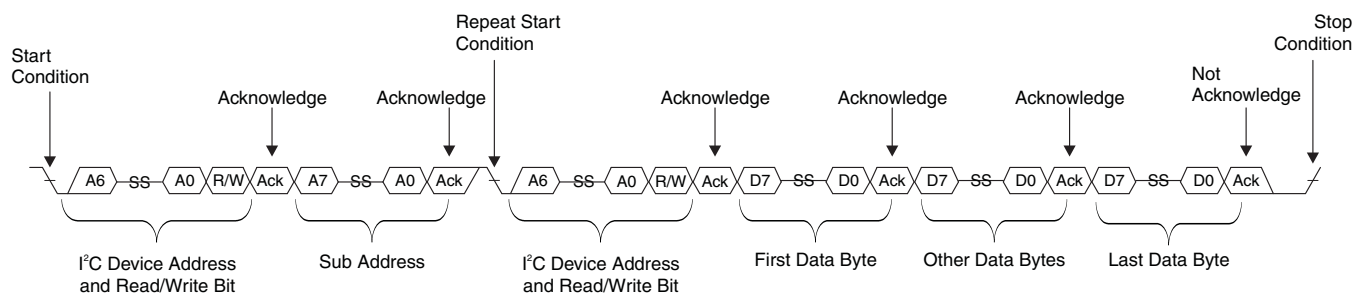 Start
Condition
Repeat Start
Condition
Stop
Condition
Acknowledge
Acknowledge
Acknowledge
Acknowledge
Acknowledge
Not
Acknowledge
A6 SS A0 R/W Ack A7 SS A0 Ack A6 SS A0 R/W Ack D7 SS D0 Ack D7 SS D0 Ack D7 SS D0 Ack
I²C Device Address
and Read/Write Bit
Sub Address
I²C Device Address
and Read/Write Bit
First Data Byte
Other Data Bytes
Last Data Byte